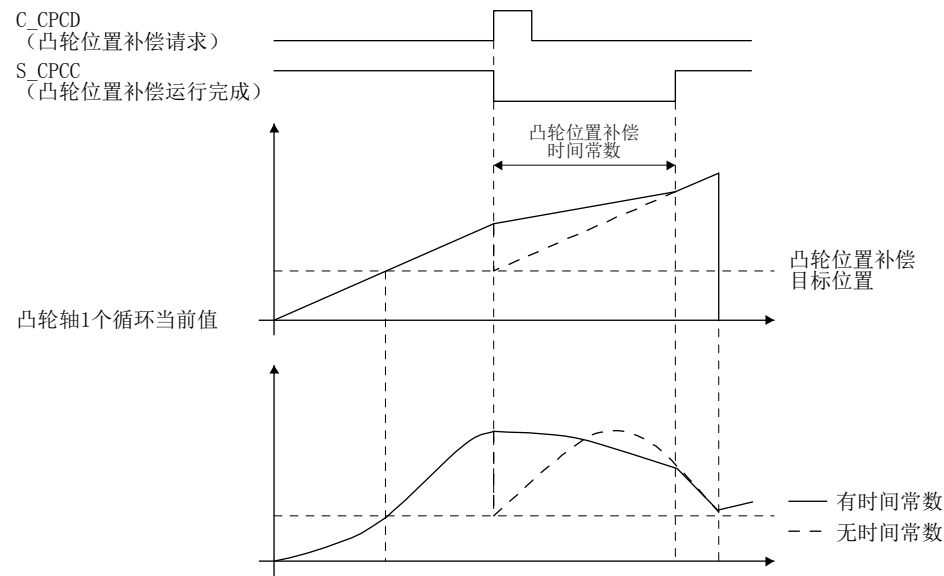 C_CPCD
（凸轮位置补偿请求）
S_CPCC
（凸轮位置补偿运行完成）
凸轮位置补偿
时间常数
凸轮位置补偿
目标位置
凸轮轴1个循环当前值
有时间常数
无时间常数